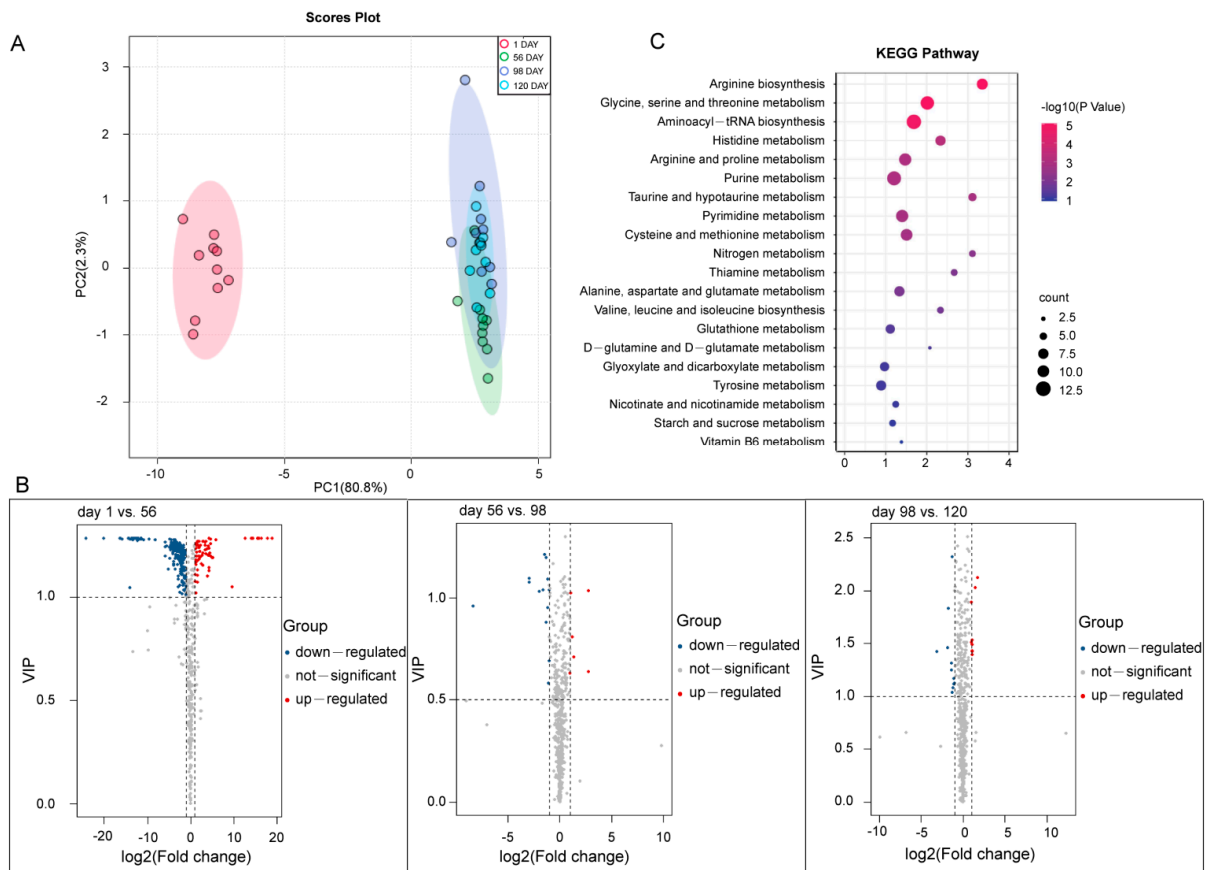 A
Scores Plot
1 DAY
56 DAY
98 DAY
120 DAY
3
2
1
0
-1
-2
PC2(2.3%)
-10
-5
0
5
PC1(80.8%)
C
KEGG Pathway
Arginine biosynthesis
Glycine, serine and threonine metabolism
Aminoacyl−tRNA biosynthesis
Histidine metabolism
Arginine and proline metabolism
Purine metabolism
Taurine and hypotaurine metabolism
Pyrimidine metabolism
Cysteine and methionine metabolism
Nitrogen metabolism
Thiamine metabolism
Alanine, aspartate and glutamate metabolism
Valine, leucine and isoleucine biosynthesis
Glutathione metabolism
D−glutamine and D−glutamate metabolism
Glyoxylate and dicarboxylate metabolism
Tyrosine metabolism
Nicotinate and nicotinamide metabolism
Starch and sucrose metabolism
Vitamin B6 metabolism
0
1
2
3
4
-log10(P Value)
5
4
3
2
1
count
2.5
5.0
7.5
10.0
12.5
B
day 1 vs. 56
VIP
1.0
0.5
0.0
-20
-10
0
10
20
log2(Fold change)
Group
down−regulated
not−significant
up−regulated
day 56 vs. 98
VIP
1.0
0.5
0.0
-5
0
5
10
log2(Fold change)
Group
down−regulated
not−significant
up−regulated
day 98 vs. 120
VIP
2.5
2.0
1.5
1.0
0.5
0.0
-10
-5
0
5
10
log2(Fold change)
Group
down−regulated
not−significant
up−regulated